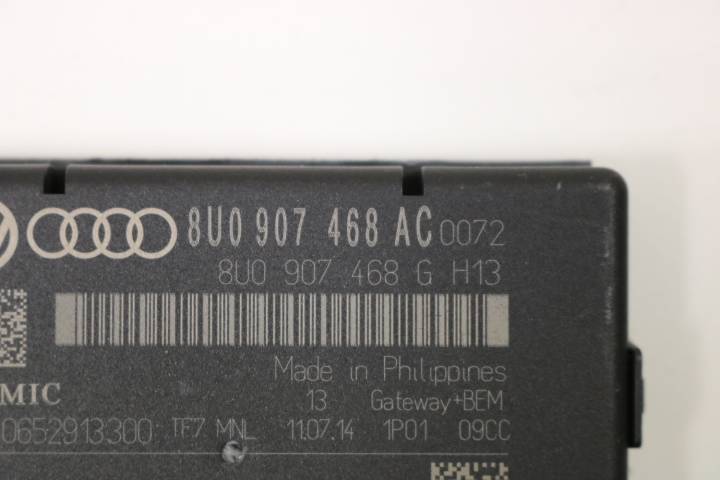 8U0 907 468 AC 0072
8U0 907 468 G H13
Made in Philippines
13 Gateway+BEM
MIC
0652913300 TF7 MNL 11.07.14 1P01 09CC